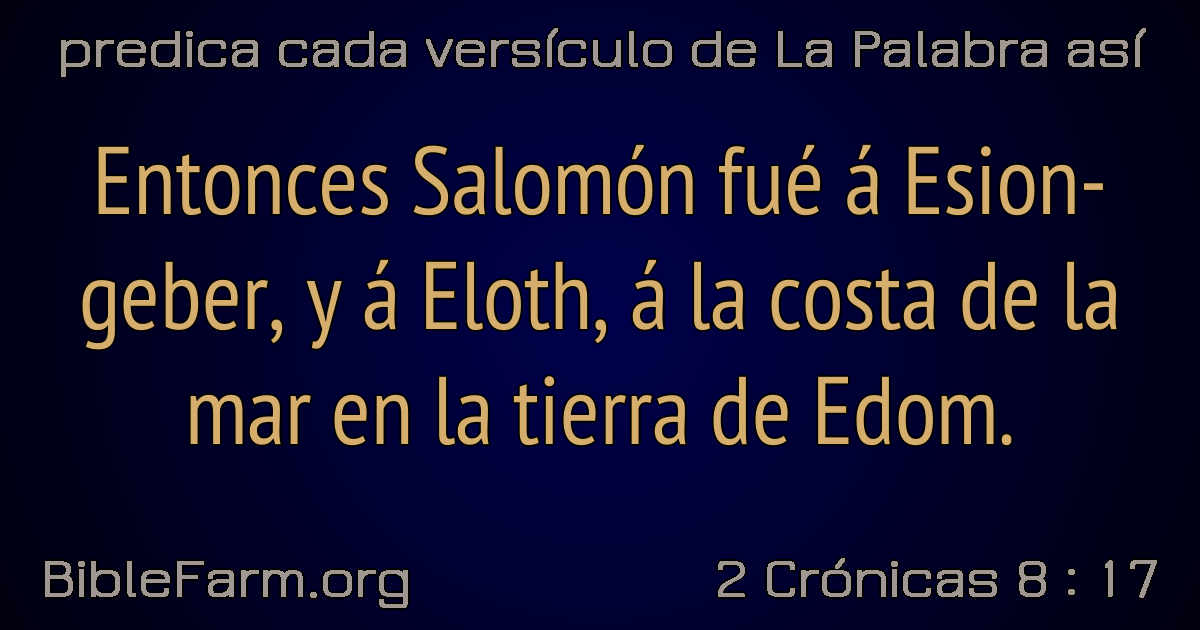 predica cada versículo de La Palabra así
Entonces Salomón fué á Esion-
geber, y á Eloth, á la costa de la
mar en la tierra de Edom.
BibleFarm.org
2 Crónicas 8 : 17